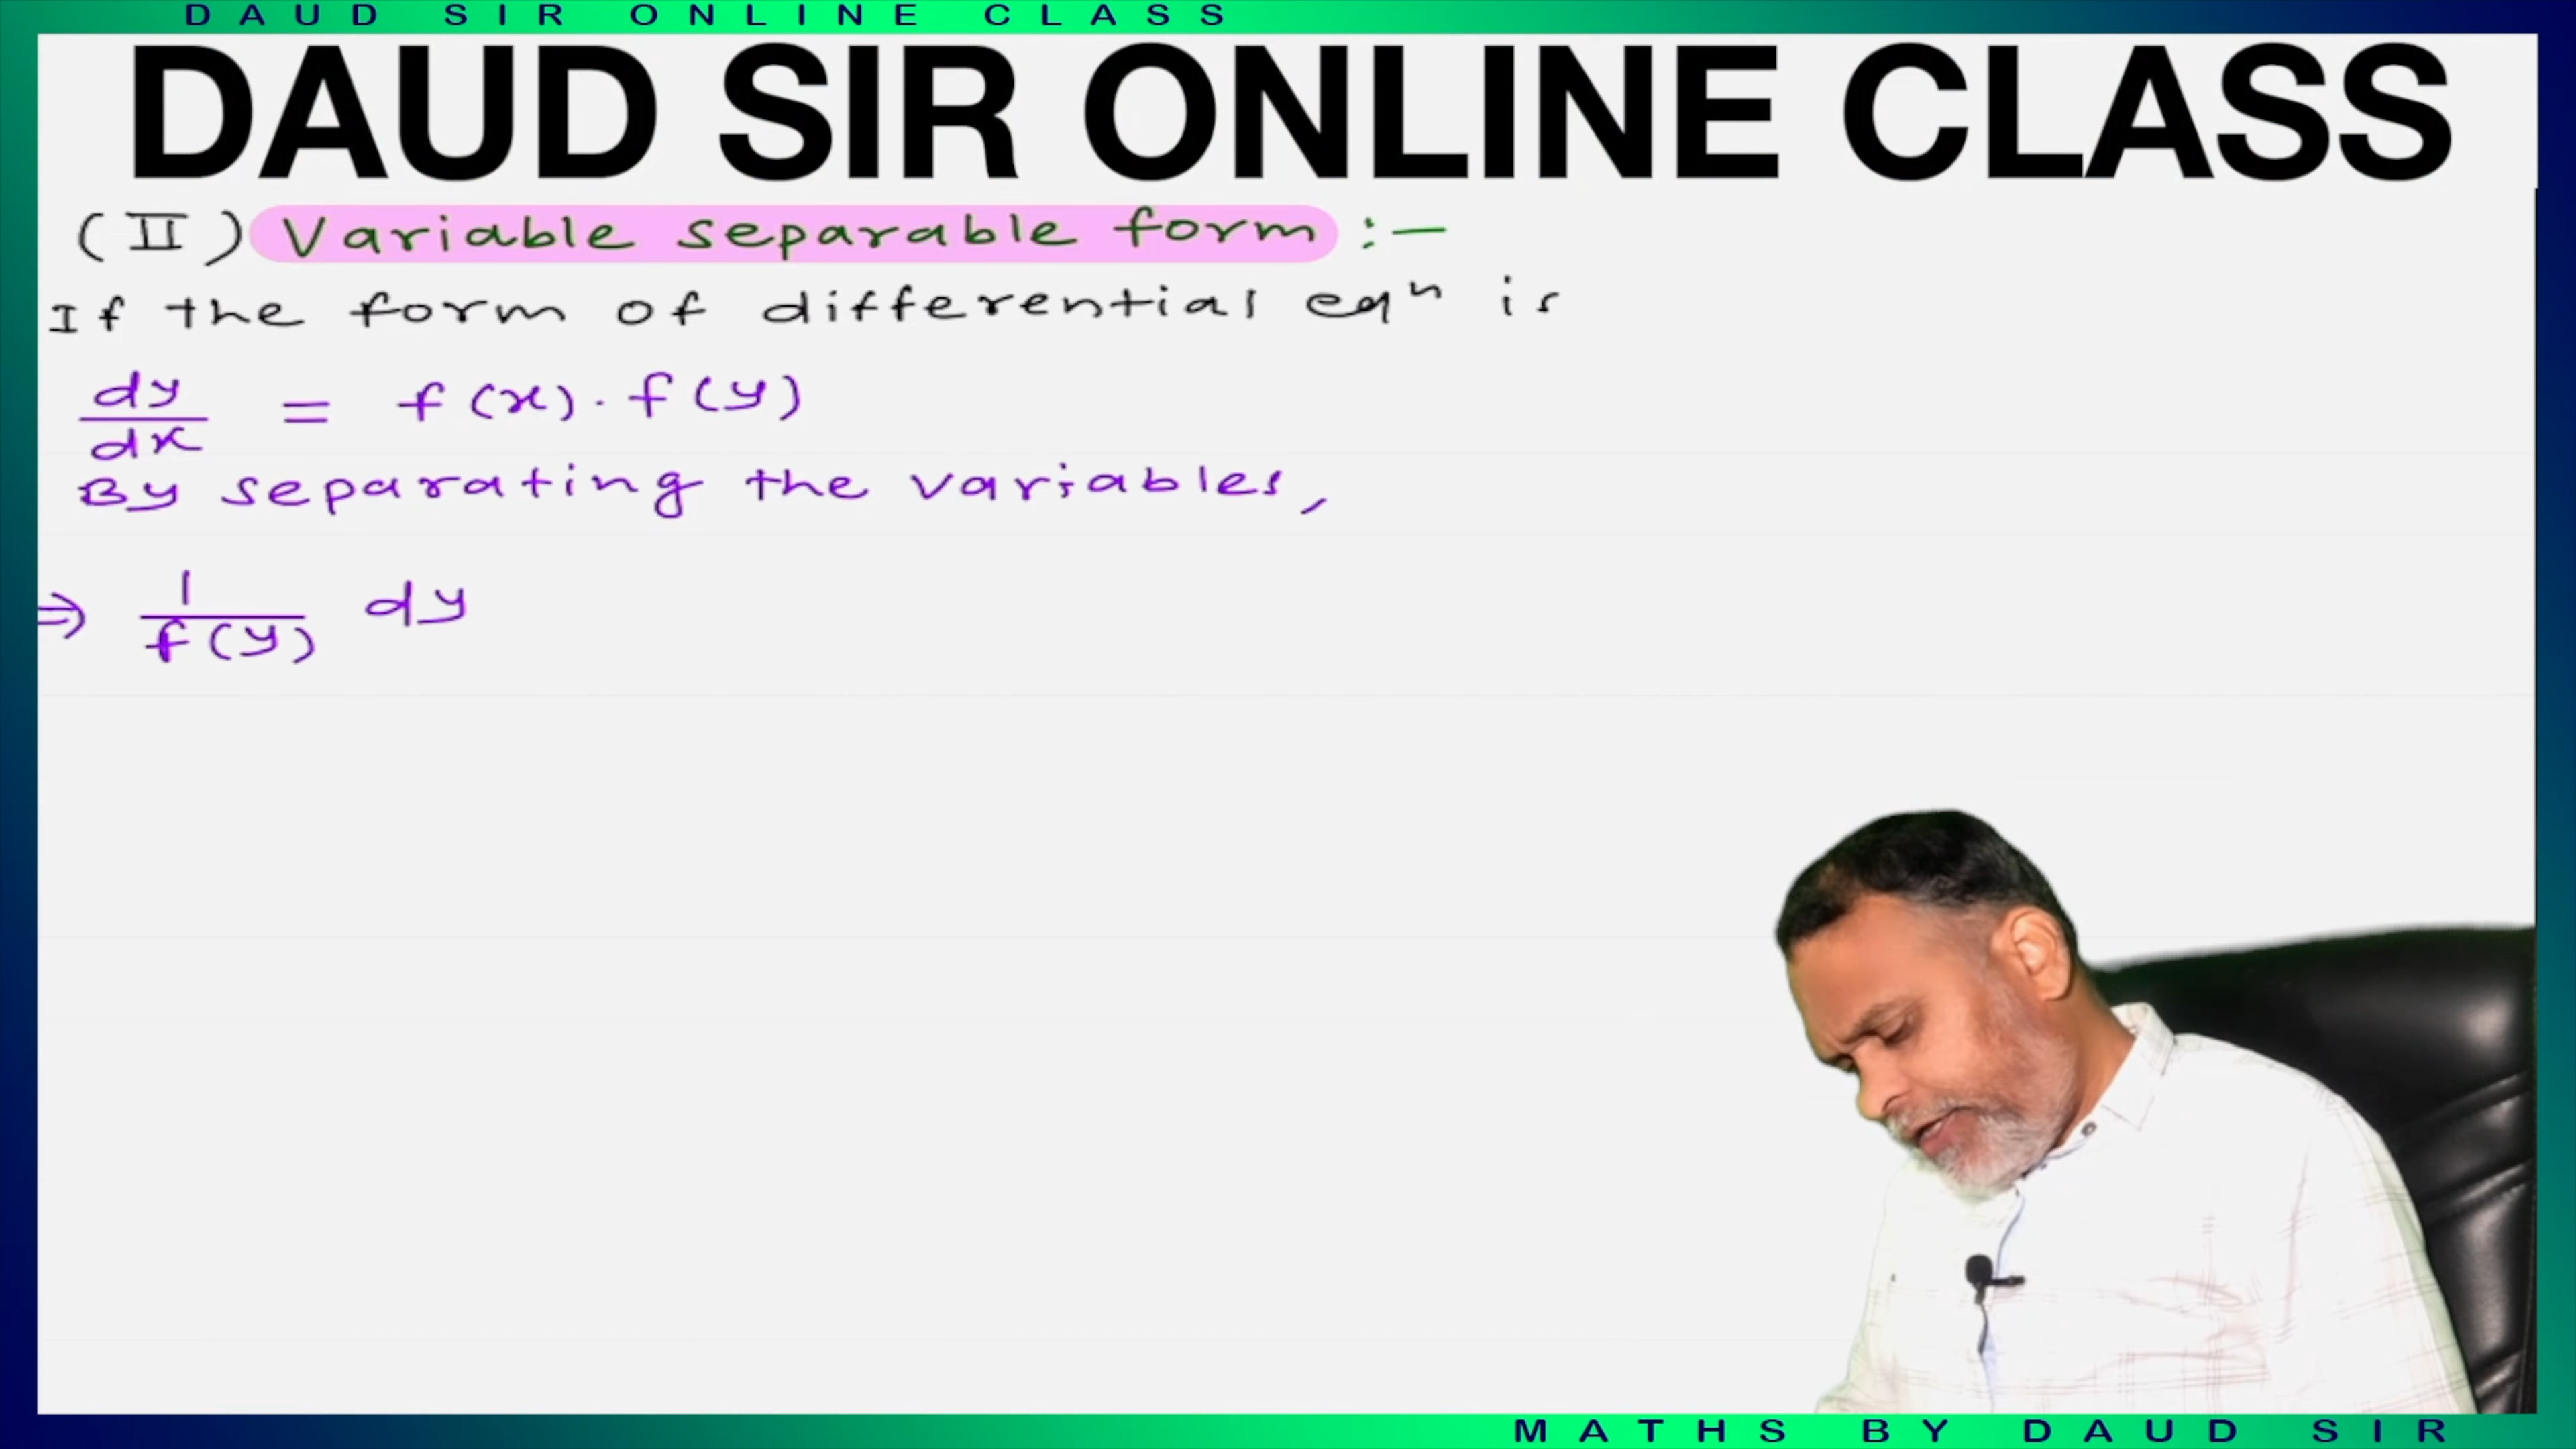 DAUD SIR ONLINE CLASS
DAUD SIR ONLINE CLASS
(II) Variable separable form :-
If the form of differential eqⁿ is
dy/dx = f(x).f(y)
By separating the variables,
⇒ 1/f(y) dy
MATHS BY DAUD SIR